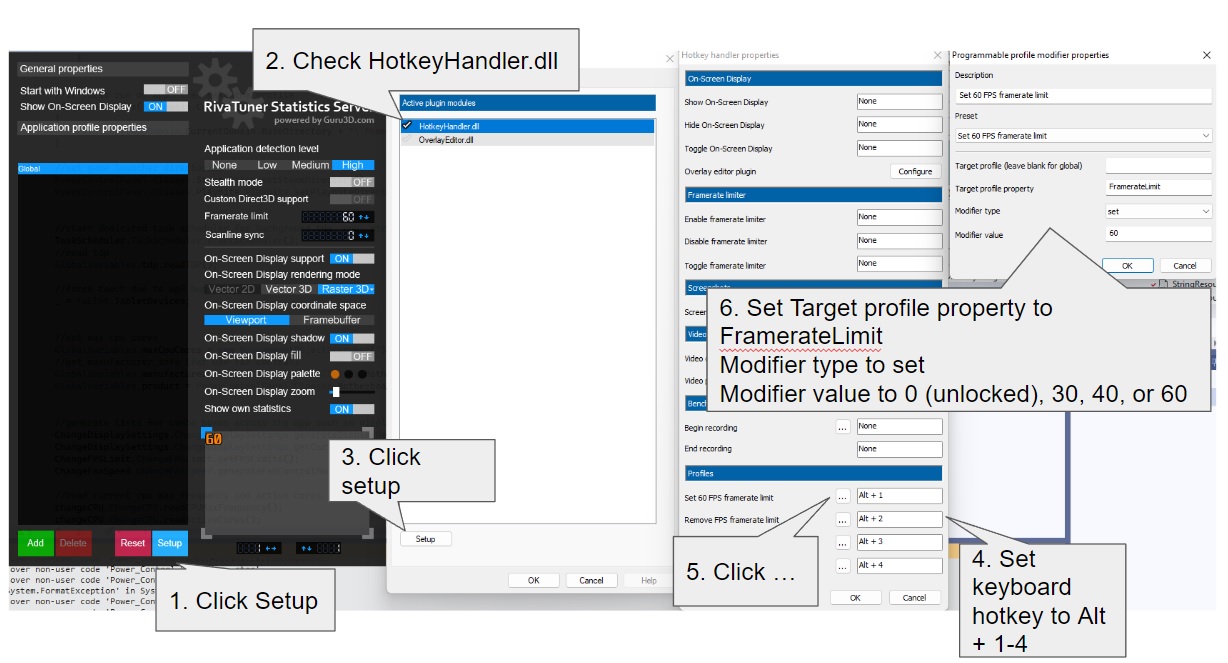 2. Check HotkeyHandler.dll
General properties
Start with Windows OFF
Show On-Screen Display ON
Application profile properties
Global
Add Delete Reset Setup
RivaTuner Statistics Server
powered by Guru3D.com
Application detection level
None Low Medium High
Stealth mode OFF
Custom Direct3D support OFF
Framerate limit 60
Scanline sync 0
On-Screen Display support ON
On-Screen Display rendering mode
Vector 2D Vector 3D Raster 3D
On-Screen Display coordinate space
Viewport Framebuffer
On-Screen Display shadow ON
On-Screen Display fill OFF
On-Screen Display palette
On-Screen Display zoom
Show own statistics ON
60
1. Click Setup
over non-user code 'Power_Con
over non-user code 'Power_Con
ystem.FormatException' in Sys
over non-user code 'Power_Con
Active plugin modules
HotkeyHandler.dll
OverlayEditor.dll
3. Click
setup
Setup
OK Cancel Help
Hotkey handler properties
On-Screen Display
Show On-Screen Display None
Hide On-Screen Display None
Toggle On-Screen Display None
Overlay editor plugin Configure
Framerate limiter
Enable framerate limiter None
Disable framerate limiter None
Toggle framerate limiter None
Screenshots
Screen
Video
Video
Video
Bench
Begin recording ... None
End recording None
Profiles
Set 60 FPS framerate limit ... Alt + 1
Remove FPS framerate limit ... Alt + 2
... Alt + 3
... Alt + 4
OK Cancel
5. Click …
4. Set
keyboard
hotkey to Alt
+ 1-4
Programmable profile modifier properties
Description
Set 60 FPS framerate limit
Preset
Set 60 FPS framerate limit
Target profile (leave blank for global)
Target profile property FramerateLimit
Modifier type set
Modifier value 60
OK Cancel
StringResou
6. Set Target profile property to
FramerateLimit
Modifier type to set
Modifier value to 0 (unlocked), 30, 40, or 60